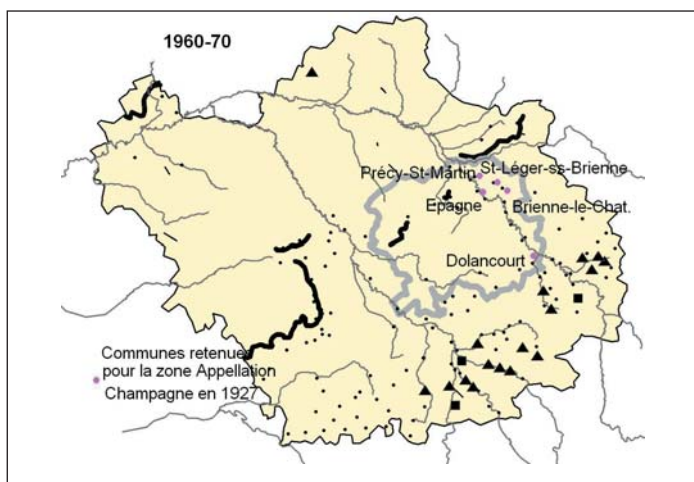 1960-70
Précy-St-Martin
St-Léger-ss-Brienne
Epagne
Brienne-le-Chat.
Dolancourt
Communes retenues
pour la zone Appellation
Champagne en 1927